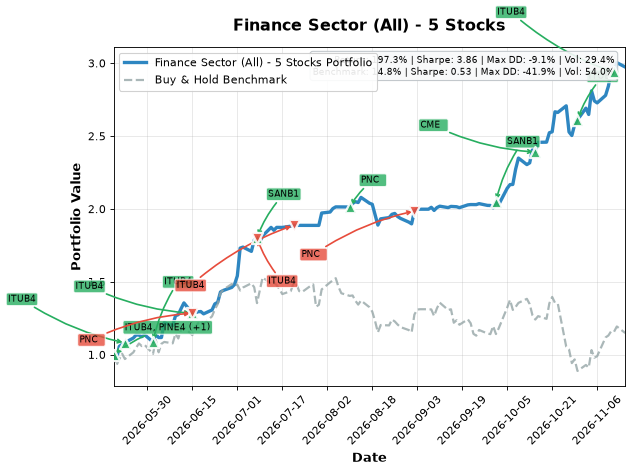 Finance Sector (All) - 5 Stocks
ITUB4
Finance Sector (All) - 5 Stocks Portfolio
Buy & Hold Benchmark
97.3% | Sharpe: 3.86 | Max DD: -9.1% | Vol: 29.4%
4.8% | Sharpe: 0.53 | Max DD: -41.9% | Vol: 54.0%
CME
SANB1
PNC
SANB1
PNC
ITUB4
ITUB4
ITUB4
ITUB4
ITUB4
PINE4 (+1)
PNC
Portfolio Value
3.0
2.5
2.0
1.5
1.0
2026-05-30
2026-06-15
2026-07-01
2026-07-17
2026-08-02
2026-08-18
2026-09-03
2026-09-19
2026-10-05
2026-10-21
2026-11-06
Date